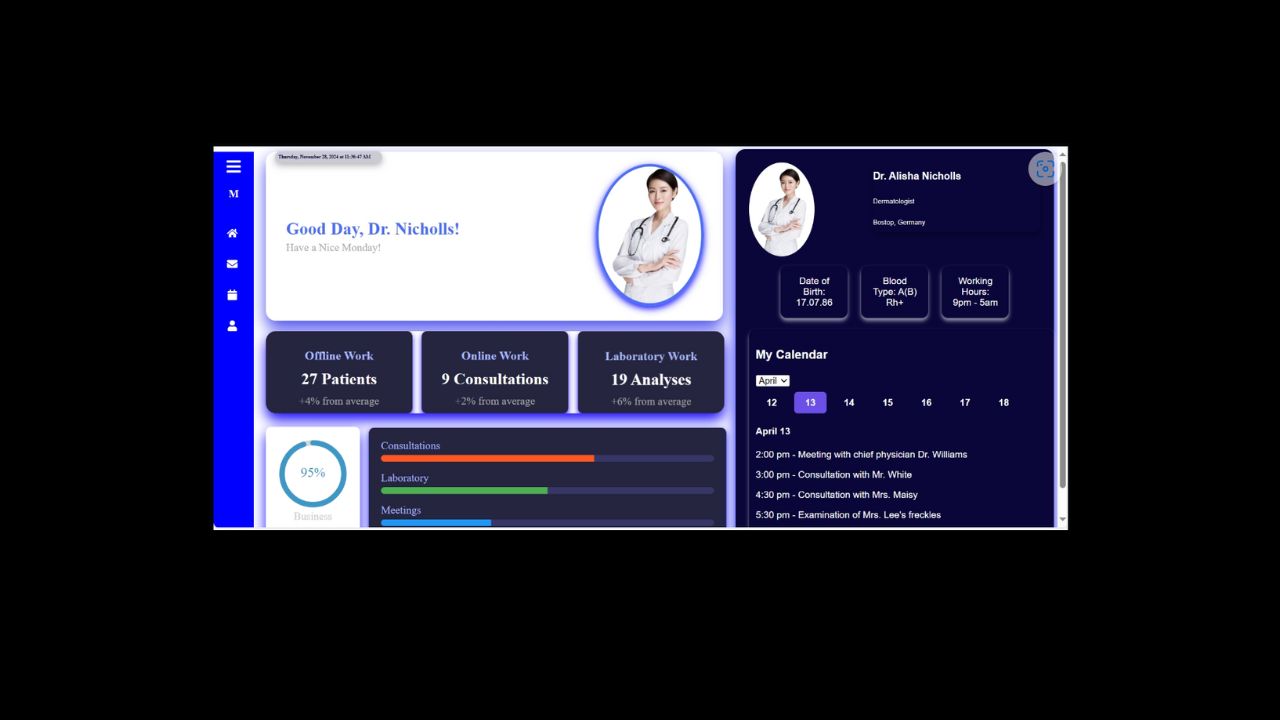 Thursday, November 28, 2024 at 11:36:47 AM
M
Good Day, Dr. Nicholls!
Have a Nice Monday!
Offline Work
27 Patients
+4% from average
Online Work
9 Consultations
+2% from average
Laboratory Work
19 Analyses
+6% from average
95%
Business
Consultations
Laboratory
Meetings
Dr. Alisha Nicholls
Dermatologist
Bostop, Germany
Date of
Birth:
17.07.86
Blood
Type: A(B)
Rh+
Working
Hours:
9pm - 5am
My Calendar
April
12 13 14 15 16 17 18
April 13
2:00 pm - Meeting with chief physician Dr. Williams
3:00 pm - Consultation with Mr. White
4:30 pm - Consultation with Mrs. Maisy
5:30 pm - Examination of Mrs. Lee's freckles